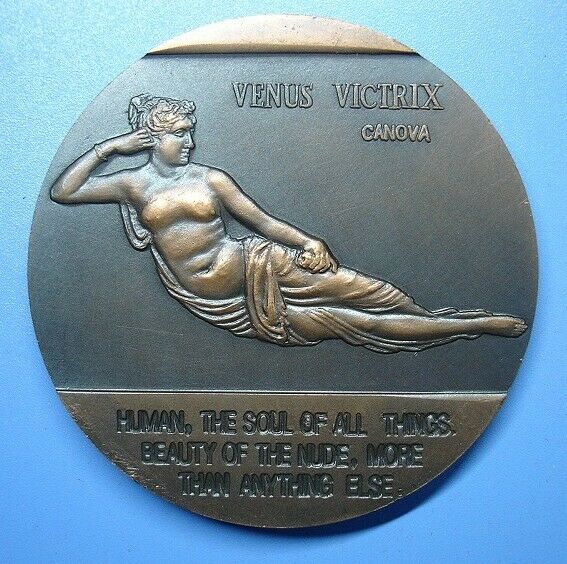 VENUS VICTRIX
CANOVA
HUMAN, THE SOUL OF ALL THINGS.
BEAUTY OF THE NUDE, MORE
THAN ANYTHING ELSE.